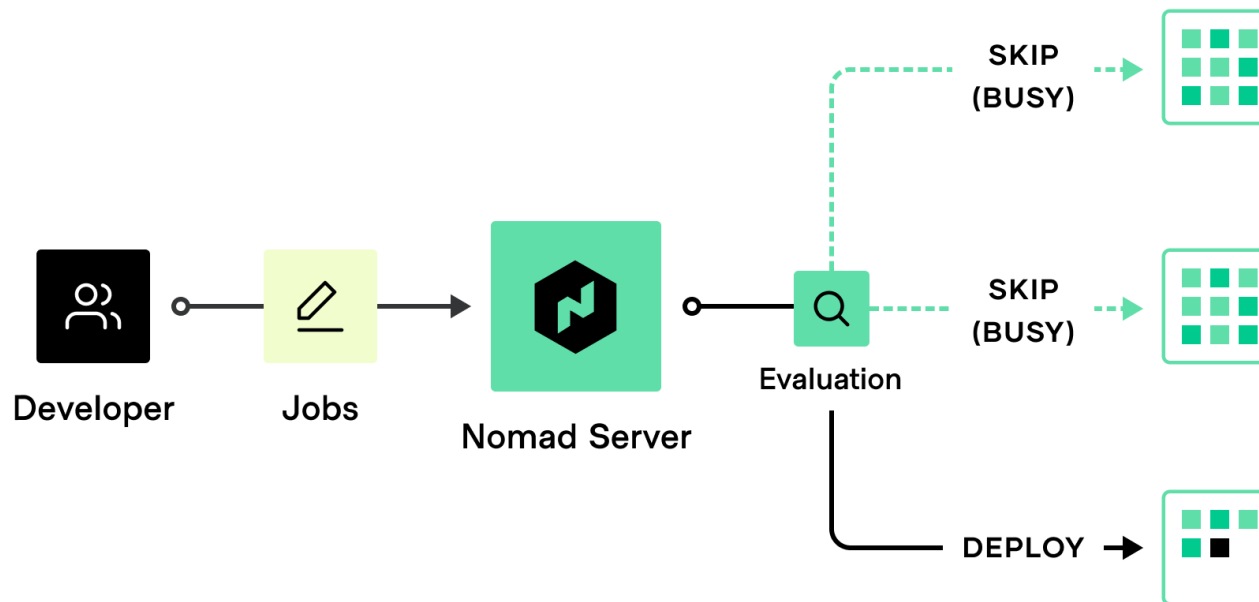 SKIP
(BUSY)
SKIP
(BUSY)
Evaluation
Developer
Jobs
Nomad Server
DEPLOY